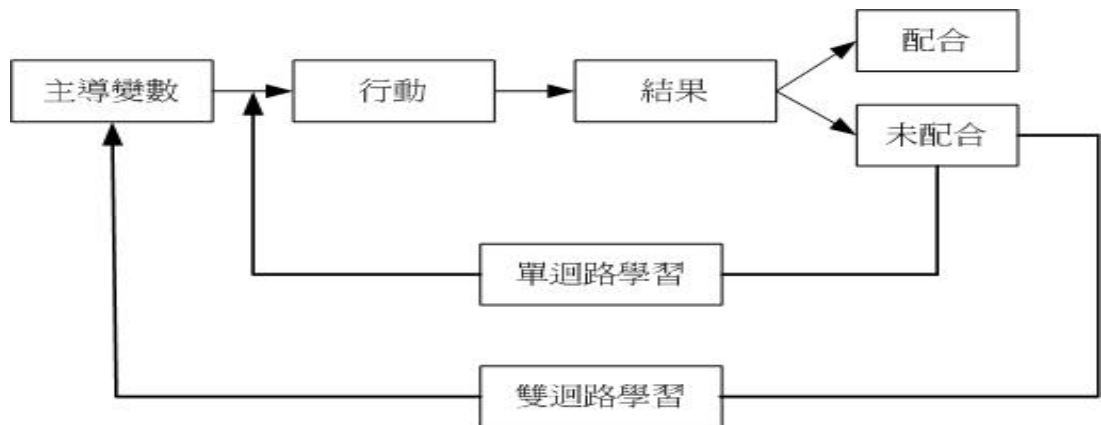 配合
主導變數
行動
結果
未配合
單迴路學習
雙迴路學習